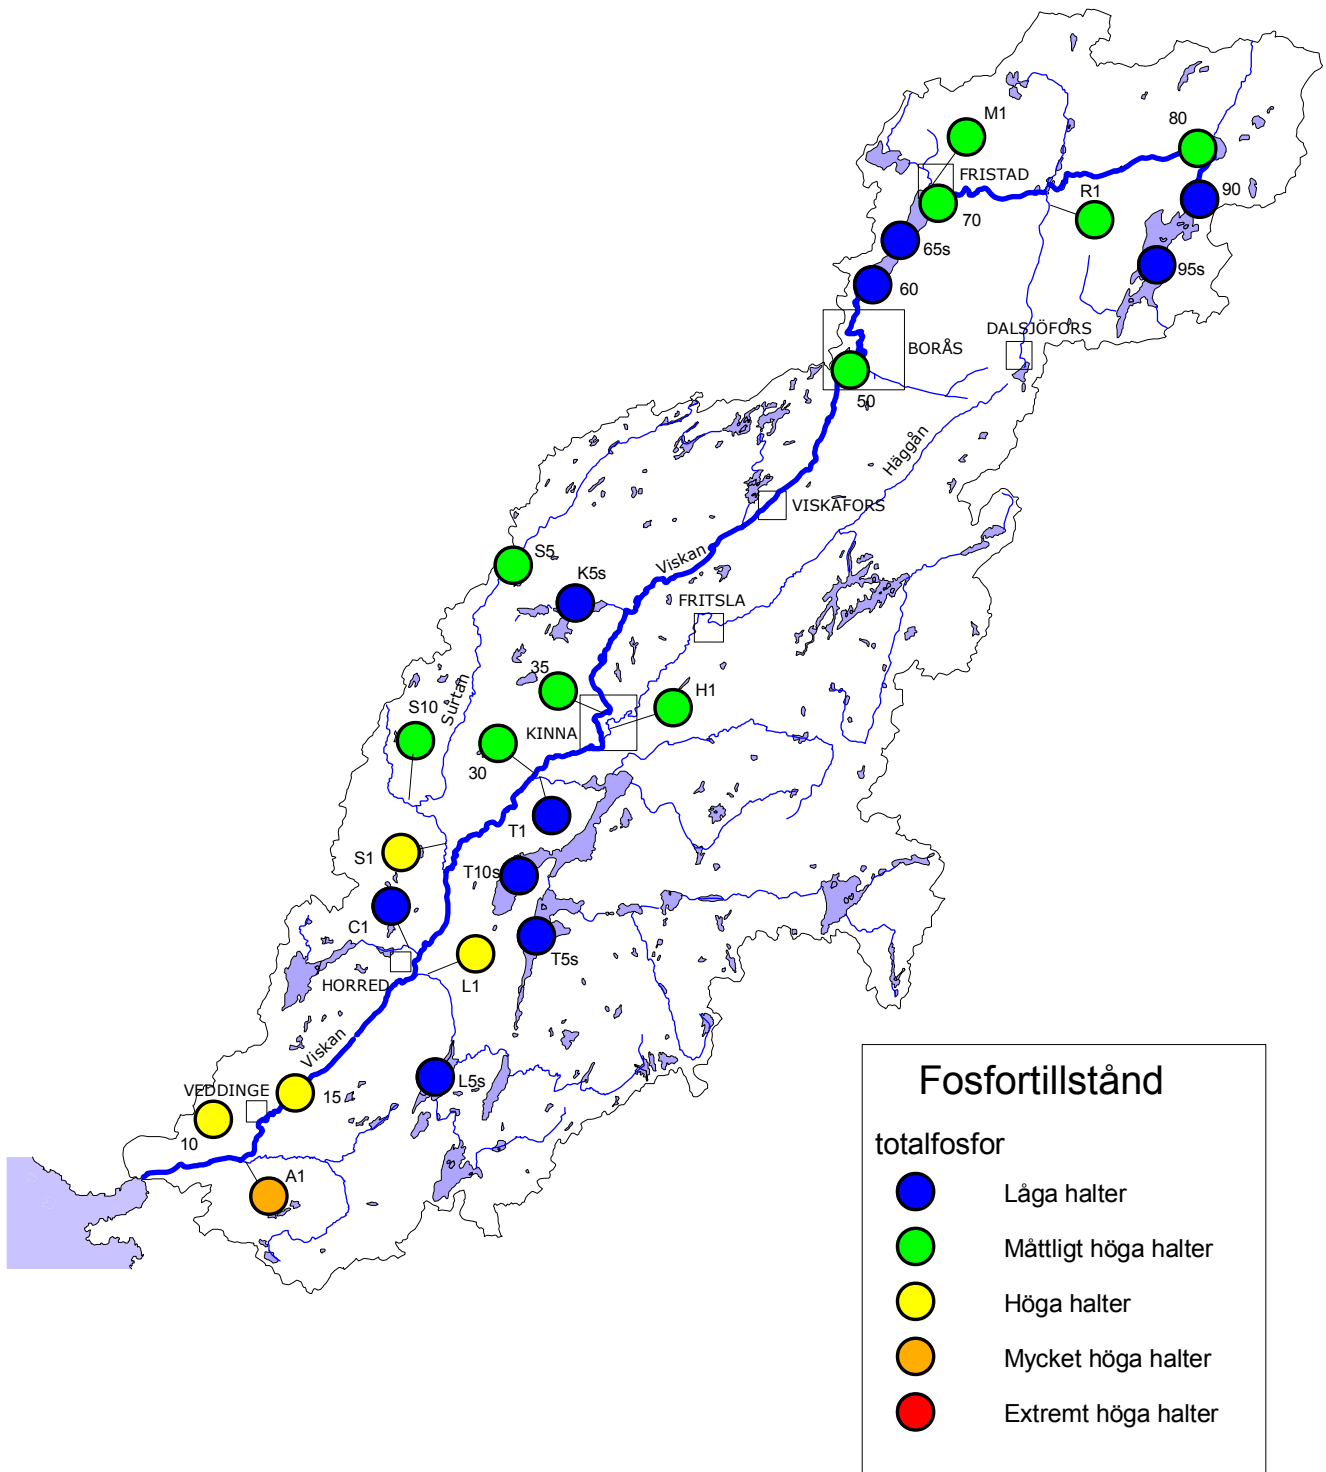 M1
80
FRISTAD
R1
90
70
65s
95s
60
DALSJÖFORS
BORÅS
50
Häggån
VISKAFORS
S5
Viskan
K5s
FRITSLA
35
H1
Surtan
S10
KINNA
30
T1
S1
T10s
C1
T5s
HORRED
L1
Viskan
L5s
VEDDINGE
15
10
A1
Fosfortillstånd
totalfosfor
Låga halter
Måttligt höga halter
Höga halter
Mycket höga halter
Extremt höga halter